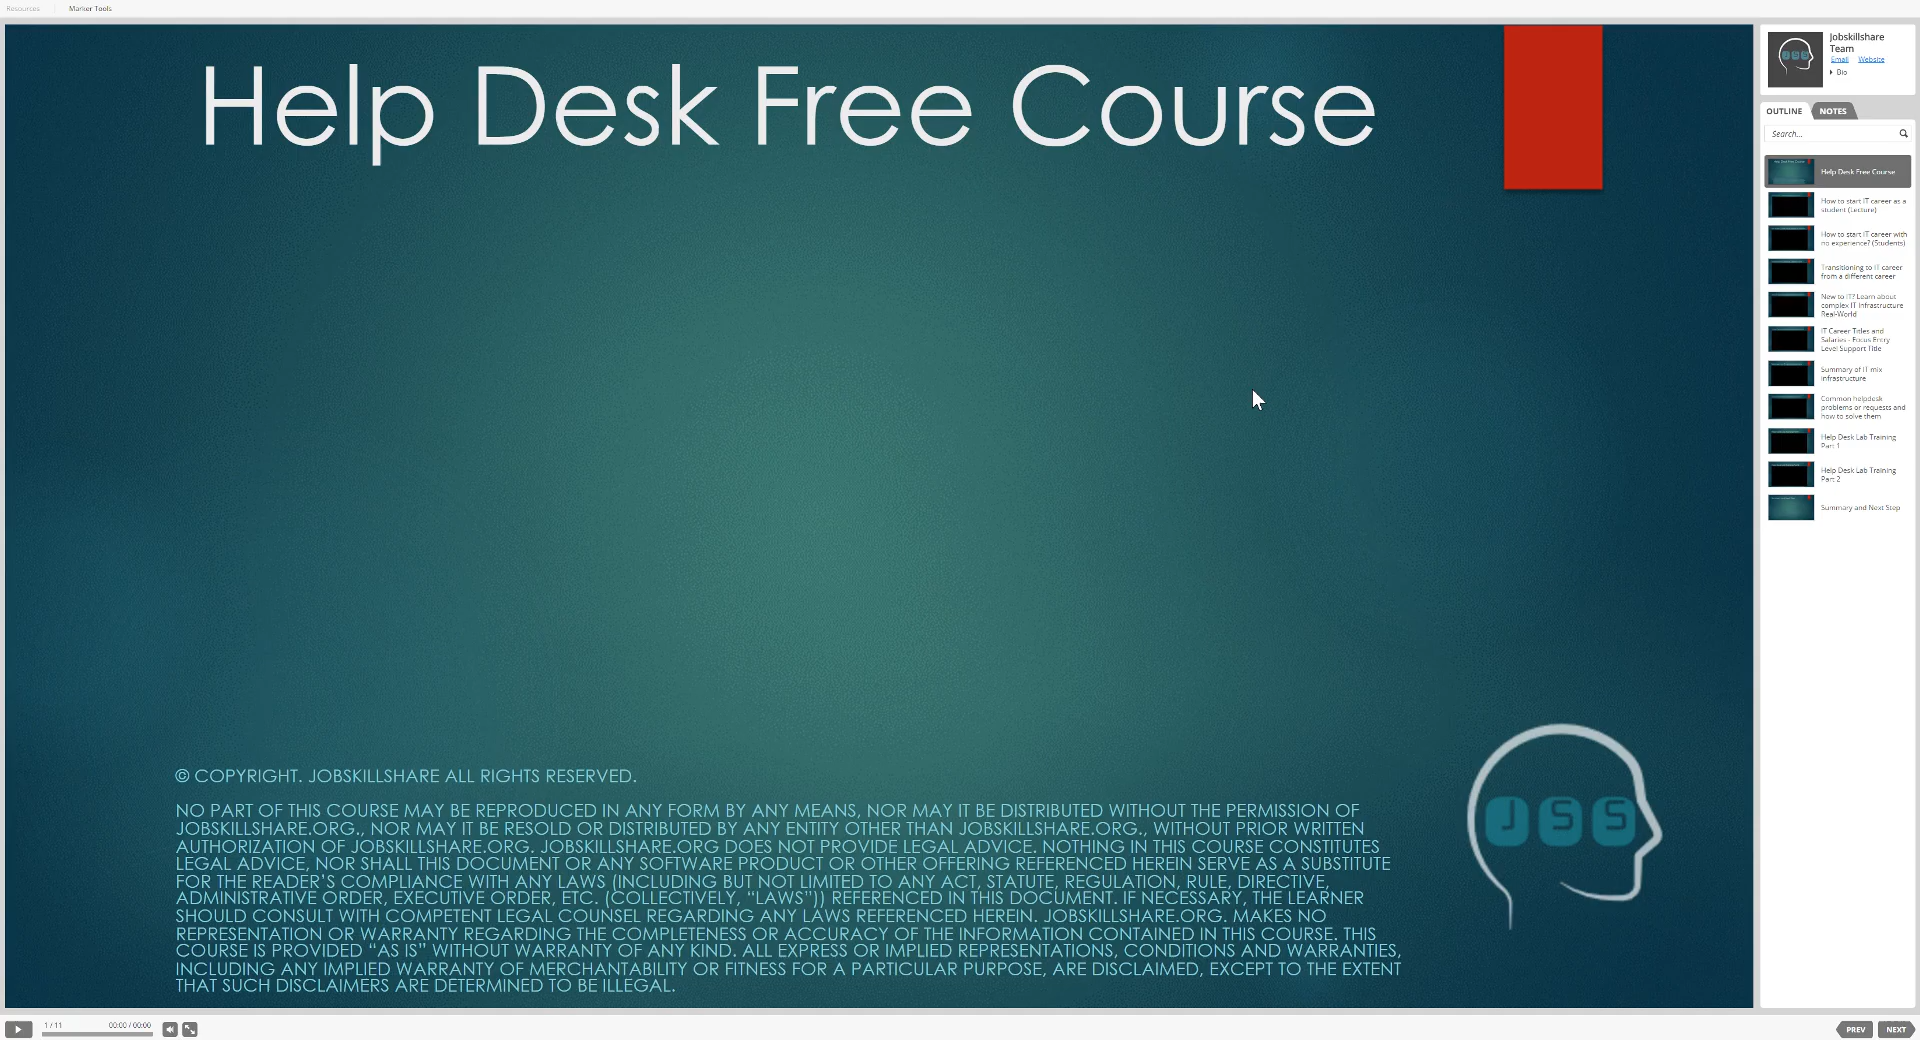 Resources
Marker Tools
Help Desk Free Course
© COPYRIGHT. JOBSKILLSHARE ALL RIGHTS RESERVED.
NO PART OF THIS COURSE MAY BE REPRODUCED IN ANY FORM BY ANY MEANS, NOR MAY IT BE DISTRIBUTED WITHOUT THE PERMISSION OF
JOBSKILLSHARE.ORG., NOR MAY IT BE RESOLD OR DISTRIBUTED BY ANY ENTITY OTHER THAN JOBSKILLSHARE.ORG., WITHOUT PRIOR WRITTEN
AUTHORIZATION OF JOBSKILLSHARE.ORG. JOBSKILLSHARE.ORG DOES NOT PROVIDE LEGAL ADVICE. NOTHING IN THIS COURSE CONSTITUTES
LEGAL ADVICE, NOR SHALL THIS DOCUMENT OR ANY SOFTWARE PRODUCT OR OTHER OFFERING REFERENCED HEREIN SERVE AS A SUBSTITUTE
FOR THE READER’S COMPLIANCE WITH ANY LAWS (INCLUDING BUT NOT LIMITED TO ANY ACT, STATUTE, REGULATION, RULE, DIRECTIVE,
ADMINISTRATIVE ORDER, EXECUTIVE ORDER, ETC. (COLLECTIVELY, “LAWS”)) REFERENCED IN THIS DOCUMENT. IF NECESSARY, THE LEARNER
SHOULD CONSULT WITH COMPETENT LEGAL COUNSEL REGARDING ANY LAWS REFERENCED HEREIN. JOBSKILLSHARE.ORG. MAKES NO
REPRESENTATION OR WARRANTY REGARDING THE COMPLETENESS OR ACCURACY OF THE INFORMATION CONTAINED IN THIS COURSE. THIS
COURSE IS PROVIDED “AS IS” WITHOUT WARRANTY OF ANY KIND. ALL EXPRESS OR IMPLIED REPRESENTATIONS, CONDITIONS AND WARRANTIES,
INCLUDING ANY IMPLIED WARRANTY OF MERCHANTABILITY OR FITNESS FOR A PARTICULAR PURPOSE, ARE DISCLAIMED, EXCEPT TO THE EXTENT
THAT SUCH DISCLAIMERS ARE DETERMINED TO BE ILLEGAL.
JSS
JSS
Jobskillshare
Team
Email Website
Bio
OUTLINE NOTES
Search...
Help Desk Free Course
How to start IT career as a
student (Lecture)
How to start IT career with
no experience? (Students)
Transitioning to IT career
from a different career
New to IT? Learn about
complex IT Infrastructure
Real-World
IT Career Titles and
Salaries - Focus Entry
Level Support Title
Summary of IT mix
infrastructure
Common helpdesk
problems or requests and
how to solve them
Help Desk Lab Training
Part 1
Help Desk Lab Training
Part 2
Summary and Next Step
1 / 11
00:00 / 00:00
PREV
NEXT